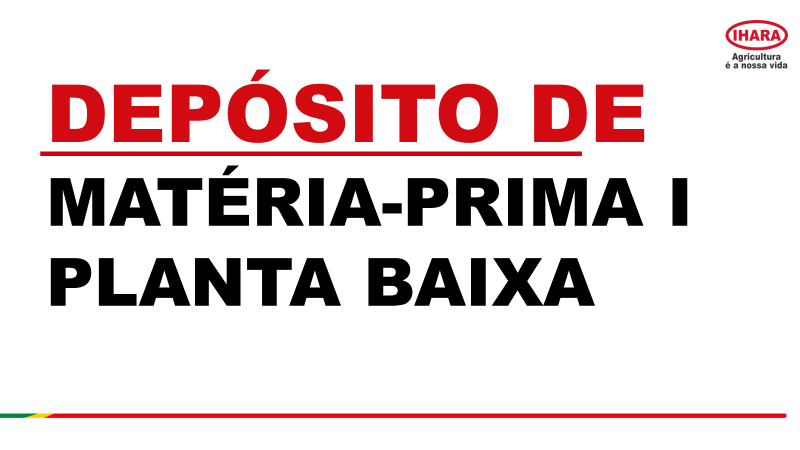 IHARA
Agricultura
é a nossa vida
DEPÓSITO DE
MATÉRIA-PRIMA I
PLANTA BAIXA